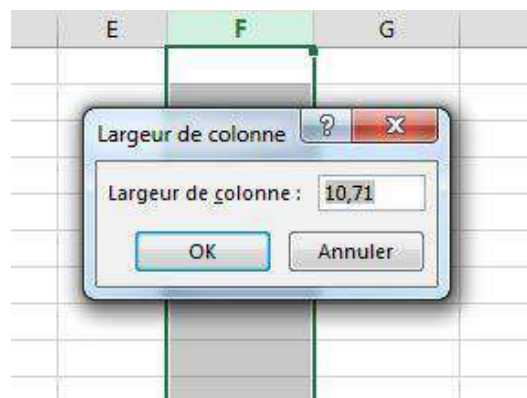 E F G
Largeur de colonne ? X
Largeur de colonne : 10,71
OK Annuler